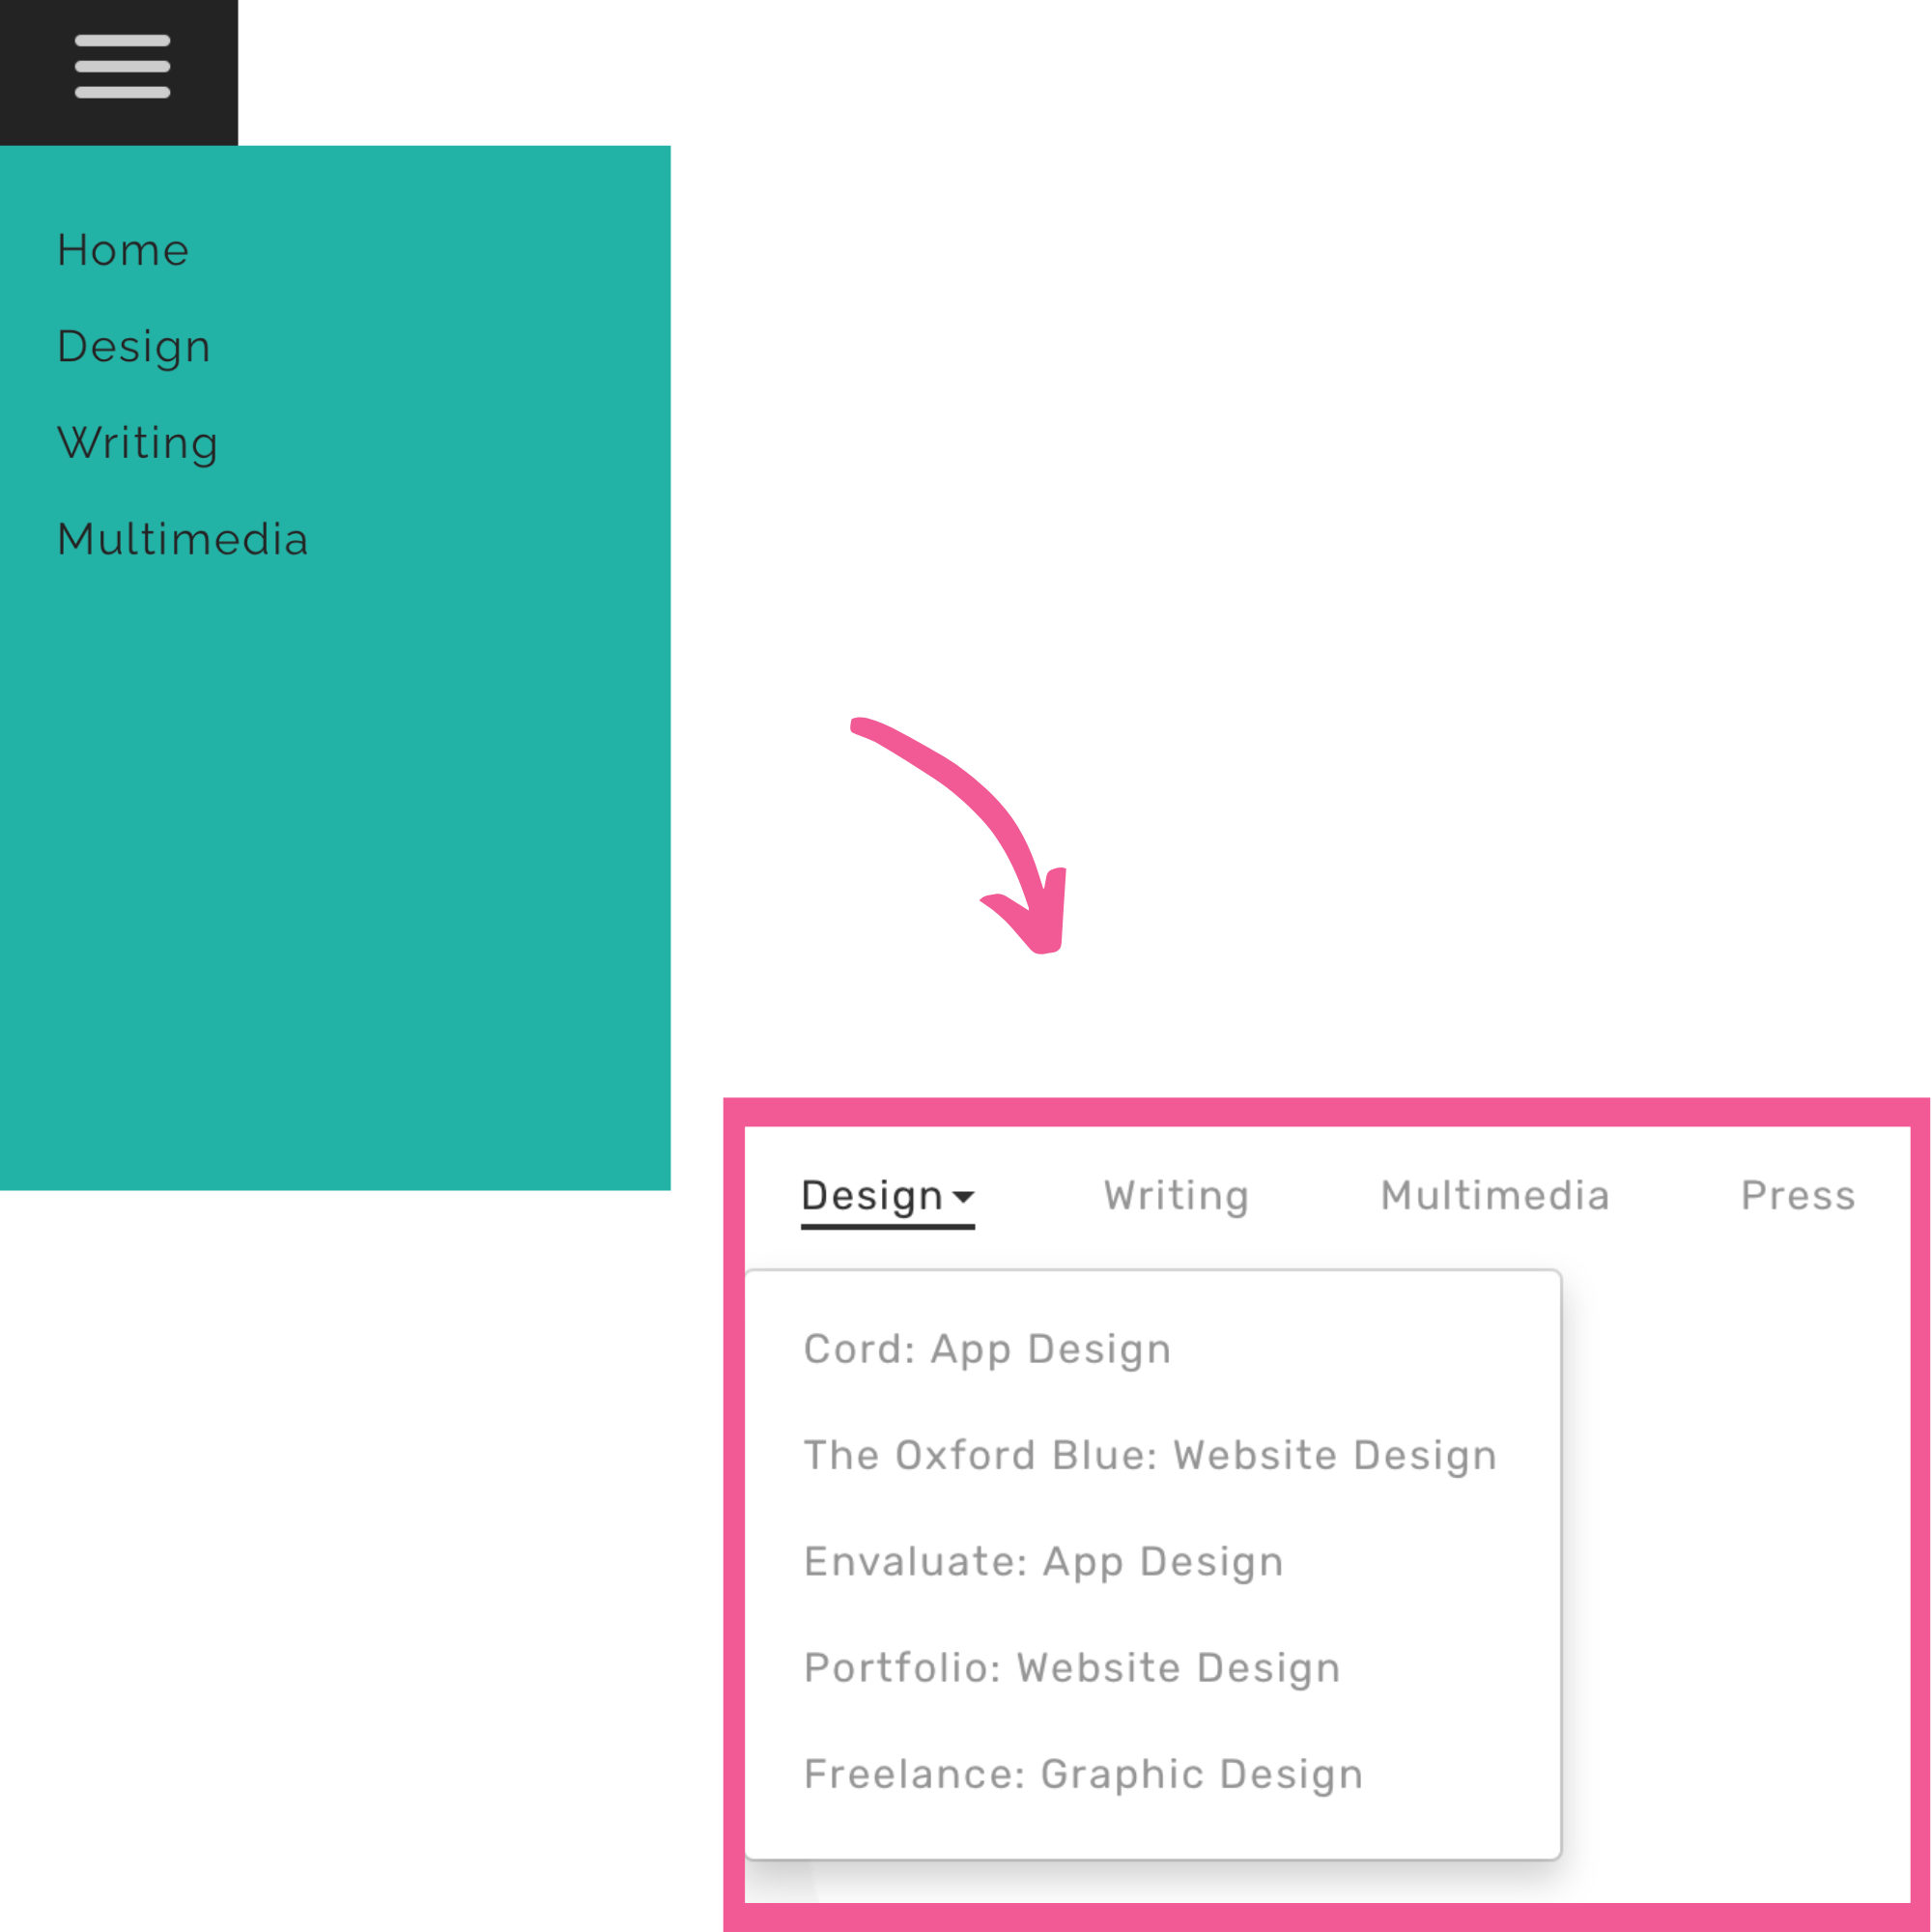 Home
Design
Writing
Multimedia
Design Writing Multimedia Press
Cord: App Design
The Oxford Blue: Website Design
Envaluate: App Design
Portfolio: Website Design
Freelance: Graphic Design